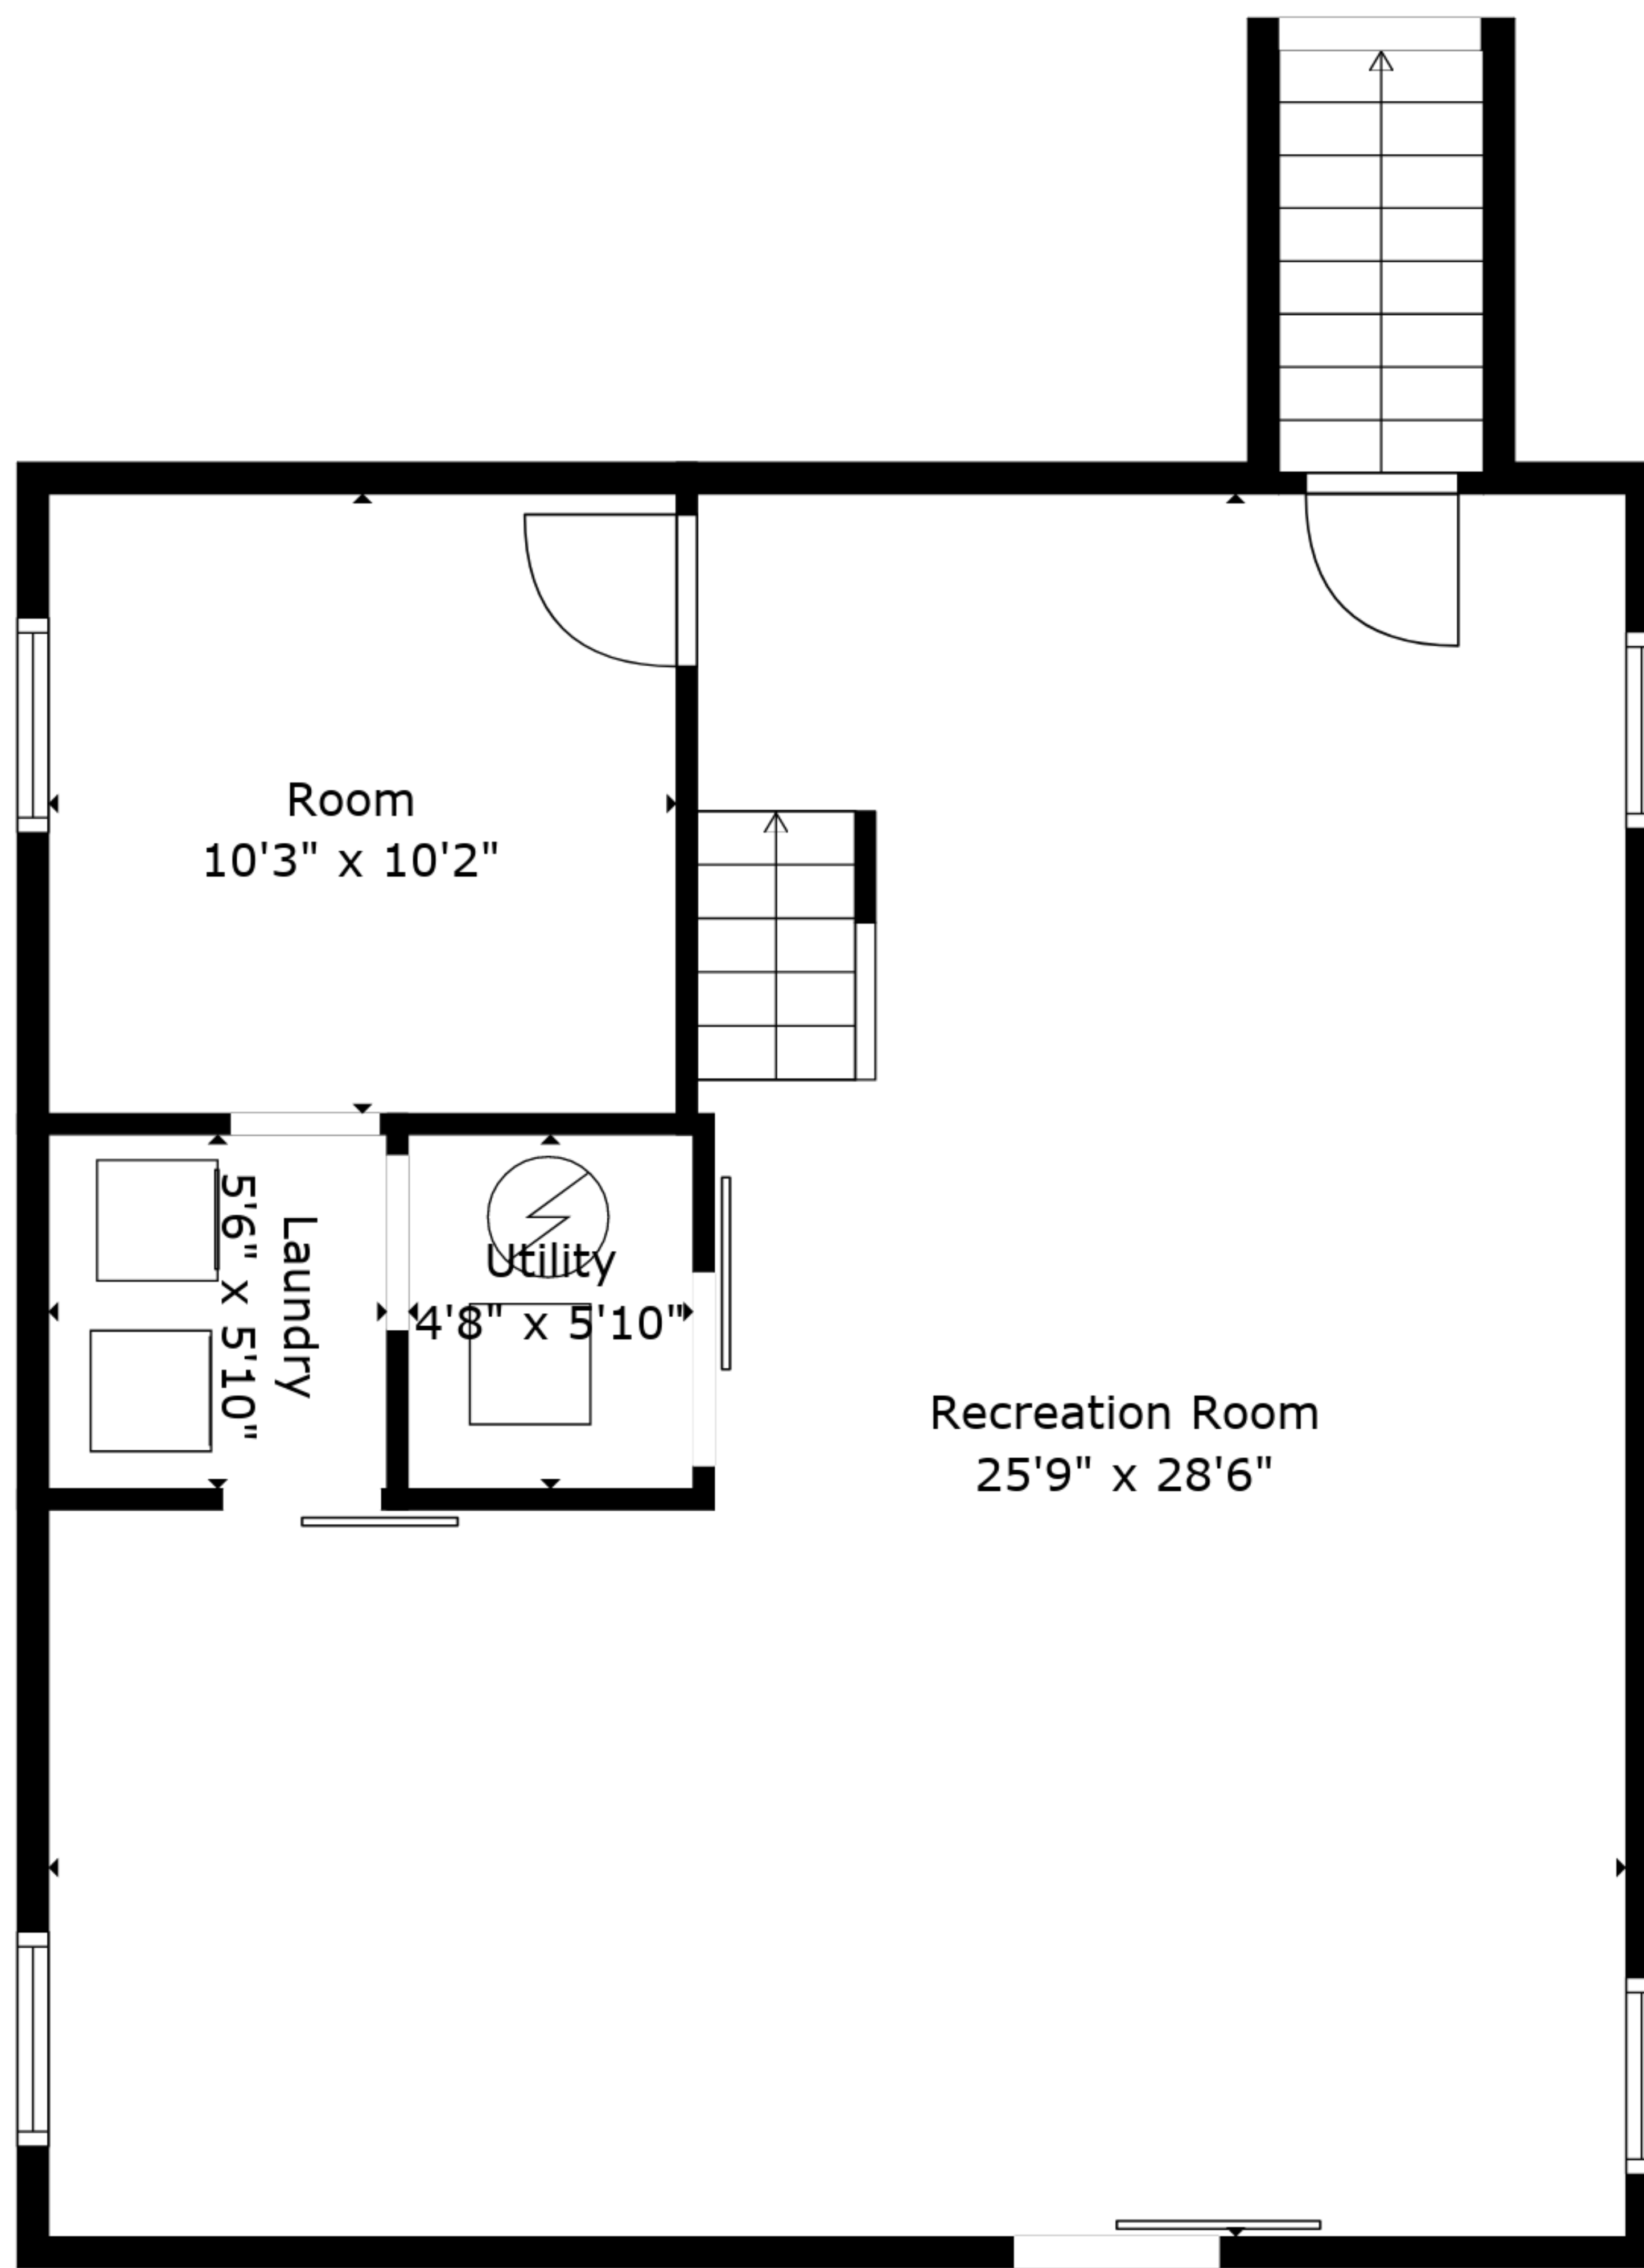 Room
10'3" x 10'2"
Laundry
5'6" x 5'10"
Utility
4'8" x 5'10"
Recreation Room
25'9" x 28'6"